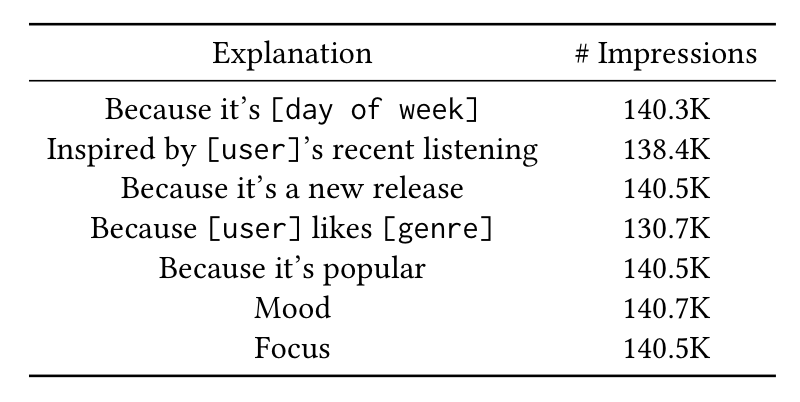 Explanation # Impressions
Because it's [day of week] 140.3K
Inspired by [user]'s recent listening 138.4K
Because it's a new release 140.5K
Because [user] likes [genre] 130.7K
Because it's popular 140.5K
Mood 140.7K
Focus 140.5K